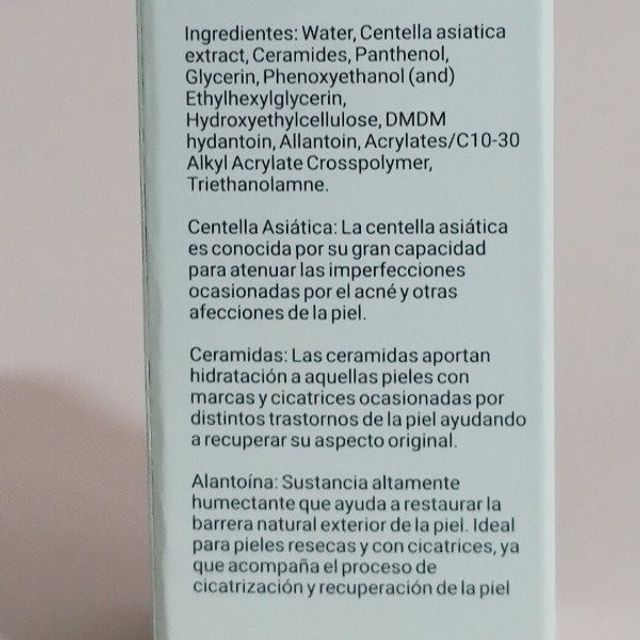 Ingredientes: Water, Centella asiatica
extract, Ceramides, Panthenol,
Glycerin, Phenoxyethanol (and)
Ethylhexylglycerin,
Hydroxyethylcellulose, DMDM
hydantoin, Allantoin, Acrylates/C10-30
Alkyl Acrylate Crosspolymer,
Triethanolamne.
Centella Asiática: La centella asiática
es conocida por su gran capacidad
para atenuar las imperfecciones
ocasionadas por el acné y otras
afecciones de la piel.
Ceramidas: Las ceramidas aportan
hidratación a aquellas pieles con
marcas y cicatrices ocasionadas por
distintos trastornos de la piel ayudando
a recuperar su aspecto original.
Alantoína: Sustancia altamente
humectante que ayuda a restaurar la
barrera natural exterior de la piel. Ideal
para pieles resecas y con cicatrices, ya
que acompaña el proceso de
cicatrización y recuperación de la piel